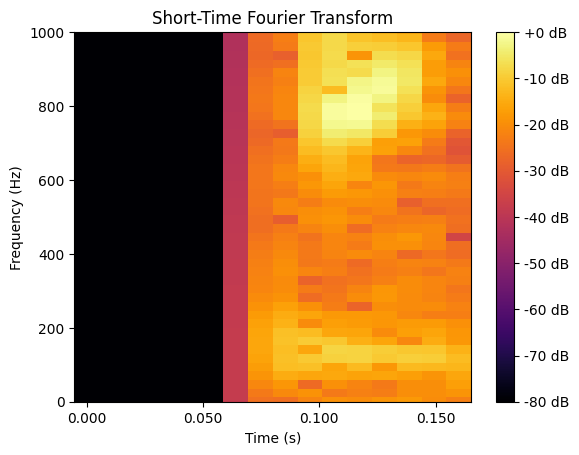 Short-Time Fourier Transform
Frequency (Hz)
1000
800
600
400
200
0
0.000
0.050
0.100
0.150
Time (s)
+0 dB
-10 dB
-20 dB
-30 dB
-40 dB
-50 dB
-60 dB
-70 dB
-80 dB